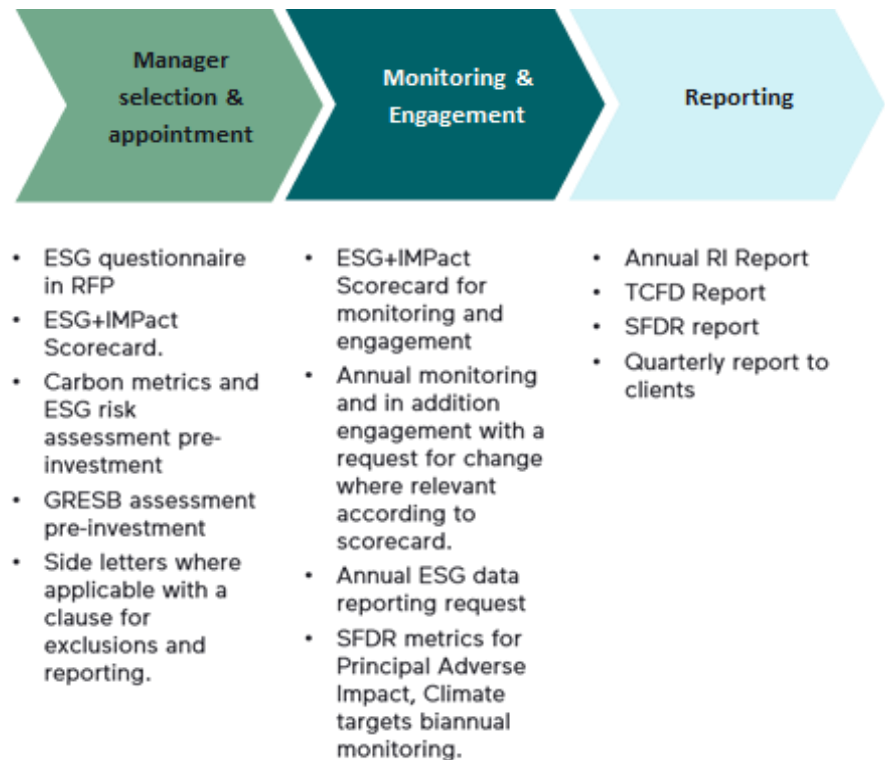 Manager
selection &
appointment
Monitoring &
Engagement
Reporting
• ESG questionnaire
in RFP
• ESG+IMPact
Scorecard.
• Carbon metrics and
ESG risk
assessment pre-
investment
• GRESB assessment
pre-investment
• Side letters where
applicable with a
clause for
exclusions and
reporting.
• ESG+IMPact
Scorecard for
monitoring and
engagement
• Annual monitoring
and in addition
engagement with a
request for change
where relevant
according to
scorecard.
• Annual ESG data
reporting request
• SFDR metrics for
Principal Adverse
Impact, Climate
targets biannual
monitoring.
• Annual RI Report
• TCFD Report
• SFDR report
• Quarterly report to
clients